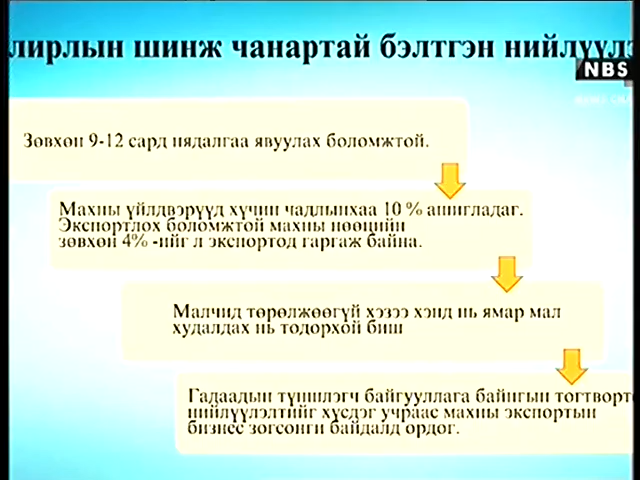 лирлын шинж чанартай бэлтгэн нийлүүлэ
NBS
Зөвхөн 9-12 сард нядалгаа явуулах боломжтой.
Махны үйлдвэрүүд хүчин чадлынхаа 10 % ашигладаг.
Экспортлох боломжтой махны нөөцийн
зөвхөн 4% -ийг л экспортод гаргаж байна.
Малчид төрөлжөөгүй хэзээ хэнд нь ямар мал
худалдах нь тодорхой биш
Гадаадын түншлэгч байгууллага байнгын тогтворто
нийлүүлэлтийг хүсдэг учраас махны экспортын
бизнес зогсонги байдалд ордог.